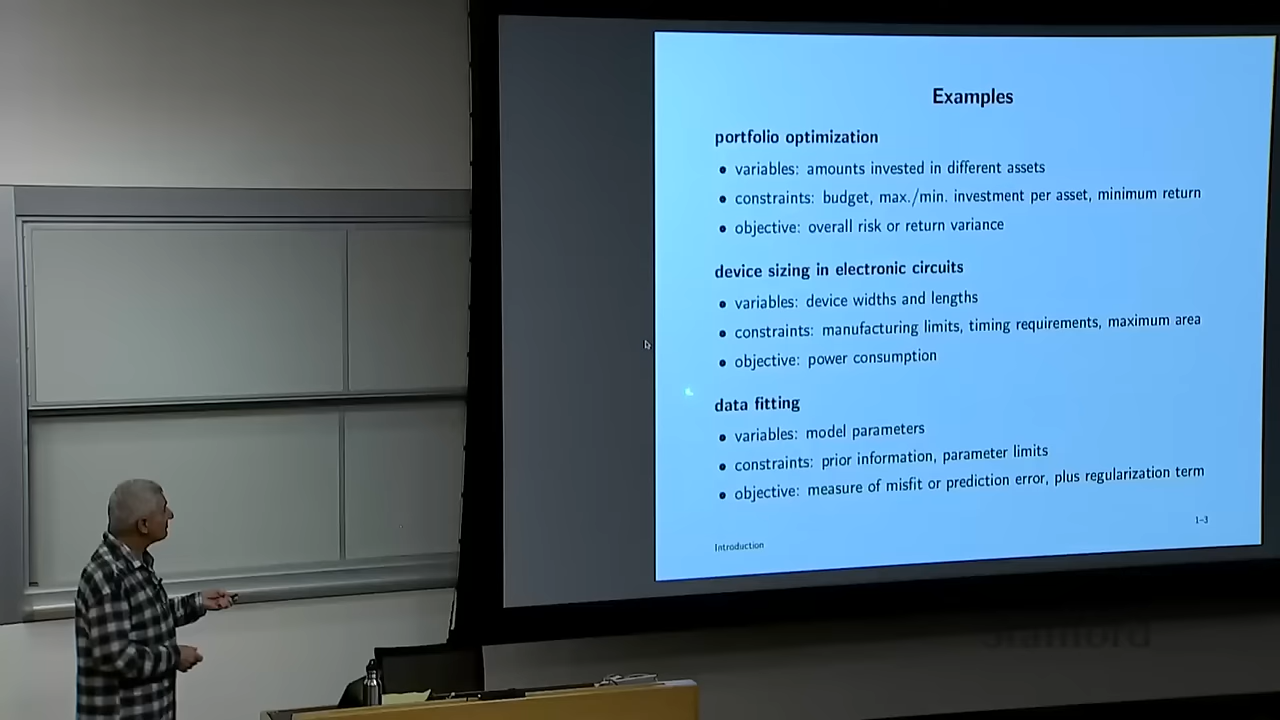 Examples
portfolio optimization
• variables: amounts invested in different assets
• constraints: budget, max./min. investment per asset, minimum return
• objective: overall risk or return variance
device sizing in electronic circuits
• variables: device widths and lengths
• constraints: manufacturing limits, timing requirements, maximum area
• objective: power consumption
data fitting
• variables: model parameters
• constraints: prior information, parameter limits
• objective: measure of misfit or prediction error, plus regularization term
Introduction
1–3
Stanford